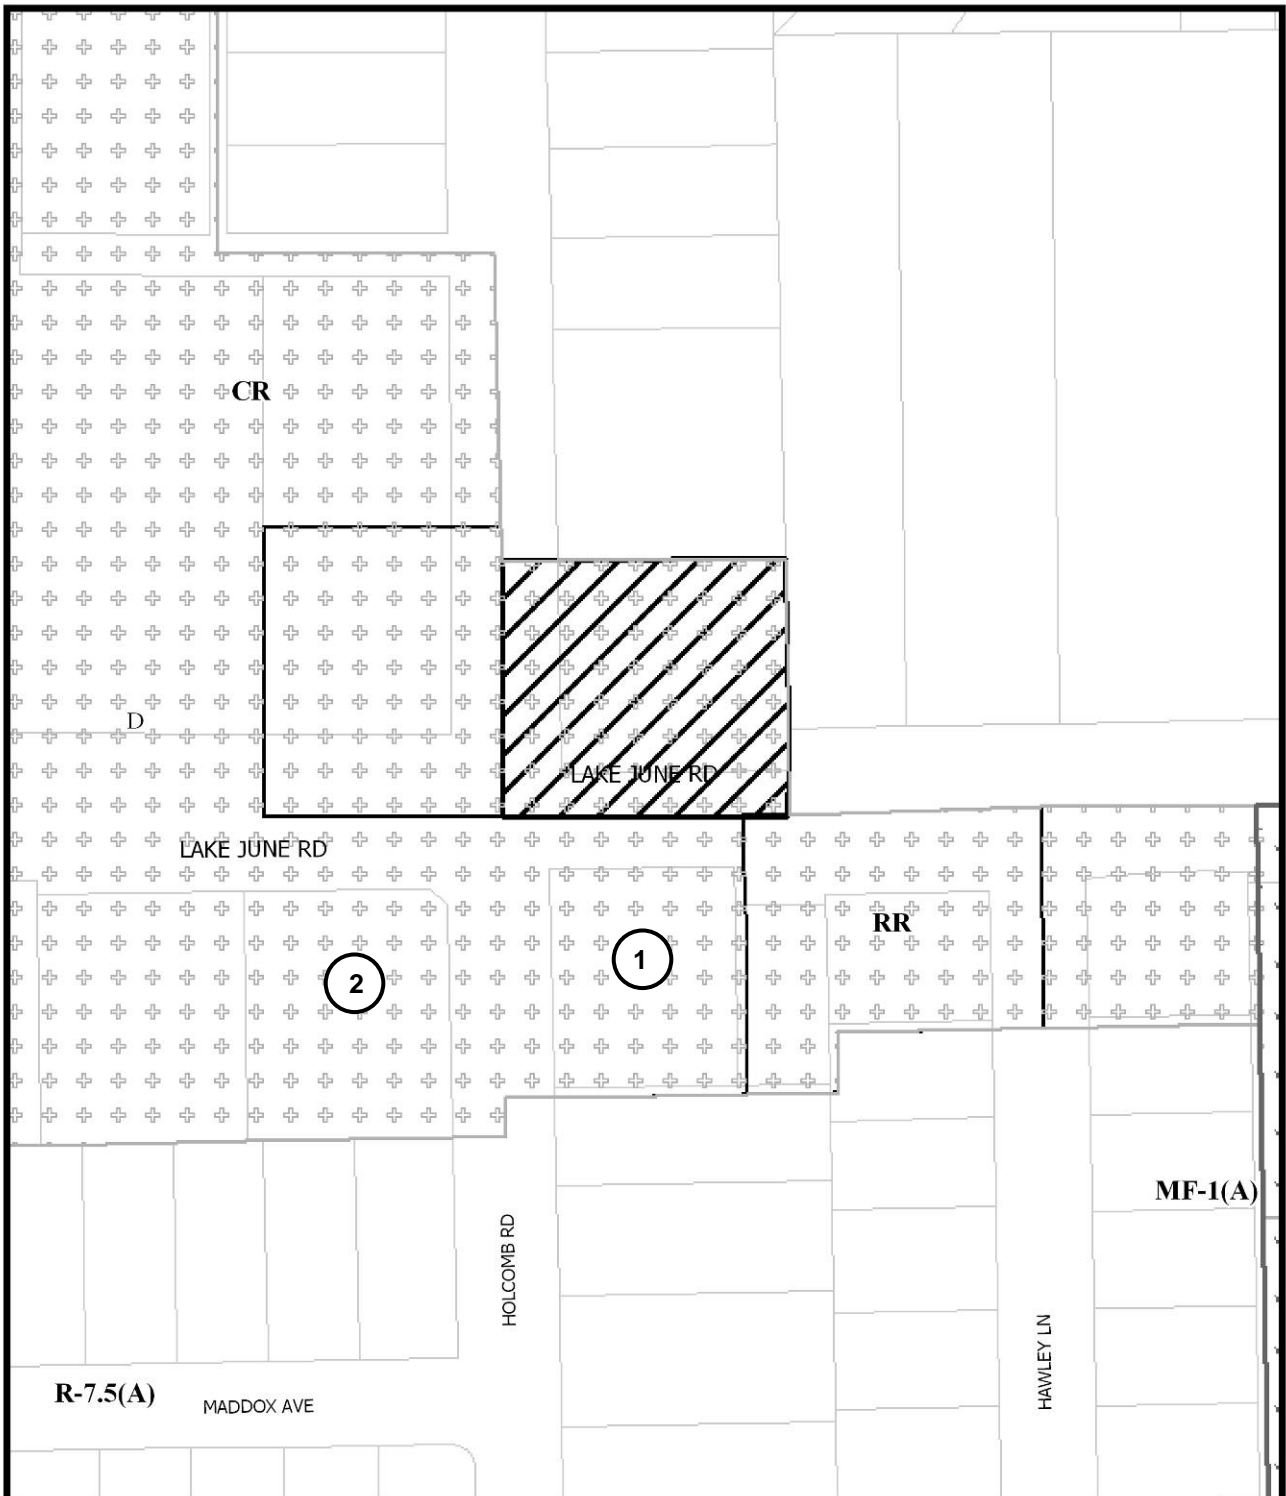 CR
D
LAKE JUNE RD
LAKE JUNE RD
RR
1
2
MF-1(A)
HOLCOMB RD
HAWLEY LN
R-7.5(A)
MADDOX AVE